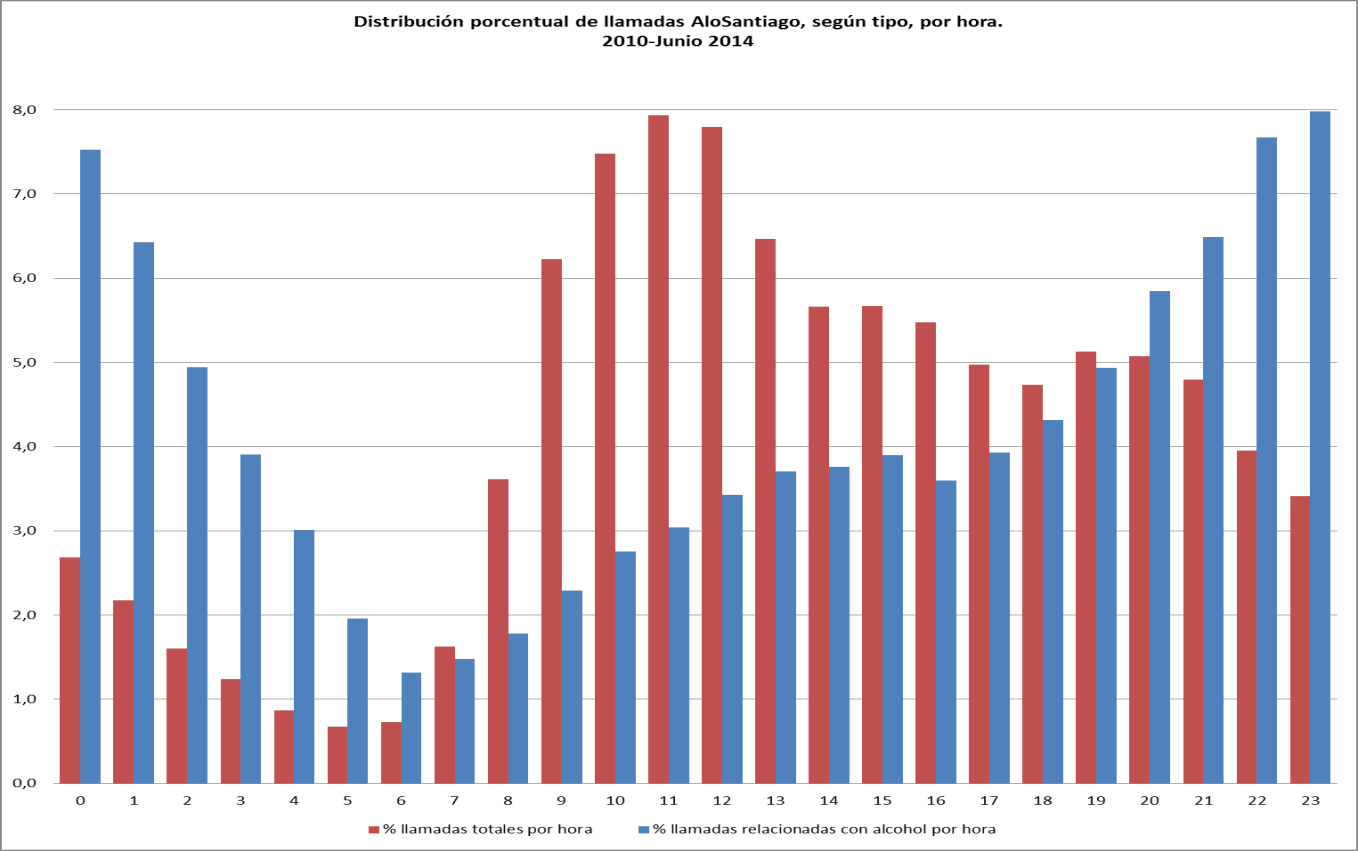 Distribución porcentual de llamadas AloSantiago, según tipo, por hora.
2010-Junio 2014
8,0
7,0
6,0
5,0
4,0
3,0
2,0
1,0
0,0
0 1 2 3 4 5 6 7 8 9 10 11 12 13 14 15 16 17 18 19 20 21 22 23
% llamadas totales por hora % llamadas relacionadas con alcohol por hora